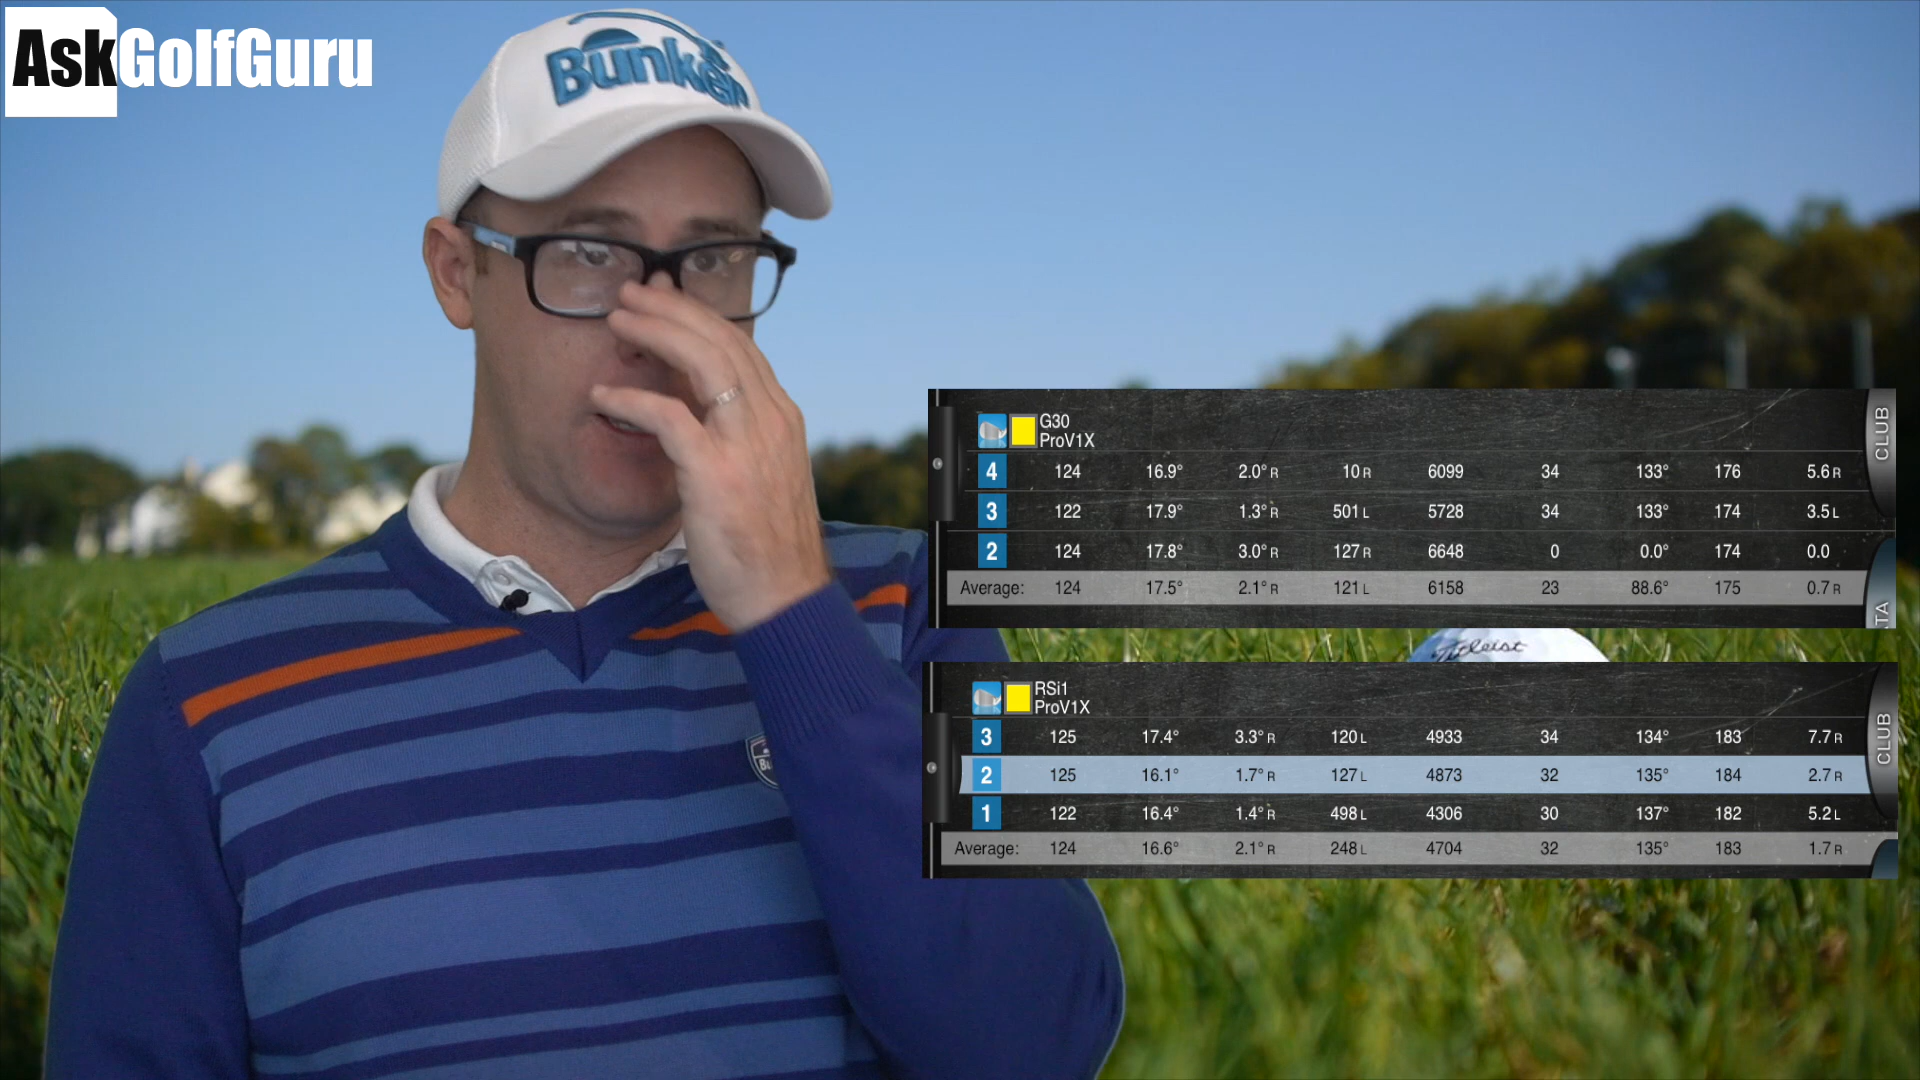 AskGolfGuru
Bunker
G30
ProV1X
4 124 16.9° 2.0° R 10 R 6099 34 133° 176 5.6 R
3 122 17.9° 1.3° R 501 L 5728 34 133° 174 3.5 L
2 124 17.8° 3.0° R 127 R 6648 0 0.0° 174 0.0
Average: 124 17.5° 2.1° R 121 L 6158 23 88.6° 175 0.7 R
CLUB
TA
Titleist
RSi1
ProV1X
3 125 17.4° 3.3° R 120 L 4933 34 134° 183 7.7 R
2 125 16.1° 1.7° R 127 L 4873 32 135° 184 2.7 R
1 122 16.4° 1.4° R 498 L 4306 30 137° 182 5.2 L
Average: 124 16.6° 2.1° R 248 L 4704 32 135° 183 1.7 R
CLUB